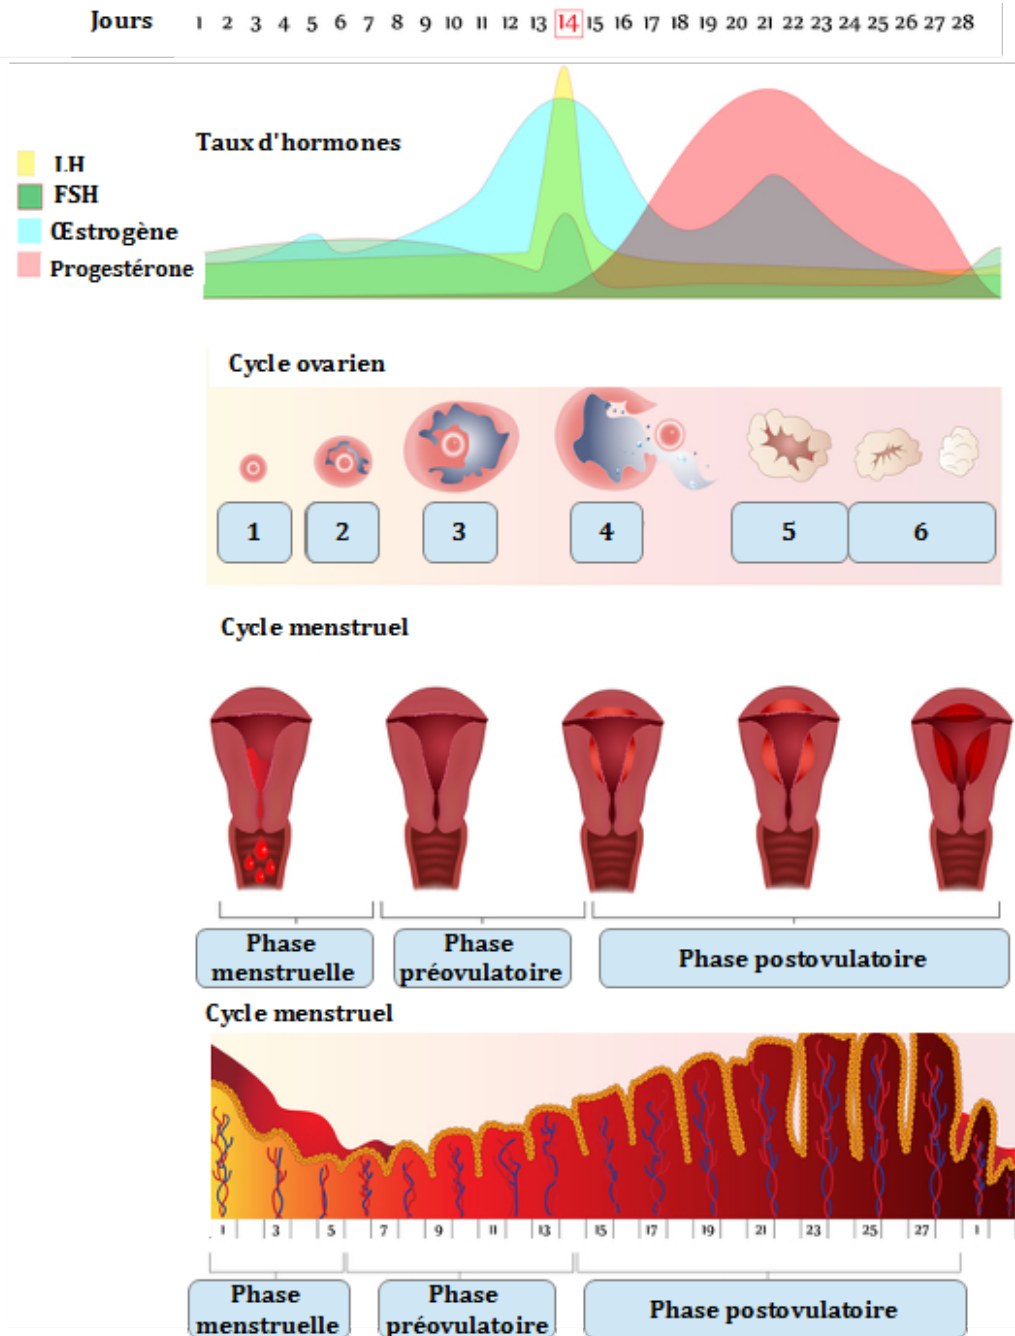 Jours 1 2 3 4 5 6 7 8 9 10 11 12 13 14 15 16 17 18 19 20 21 22 23 24 25 26 27 28
Taux d'hormones
LH
FSH
Œstrogène
Progestérone
Cycle ovarien
1 2 3 4 5 6
Cycle menstruel
Phase menstruelle
Phase préovulatoire
Phase postovulatoire
Cycle menstruel
1 3 5 7 9 11 13 15 17 19 21 23 25 27 1
Phase menstruelle
Phase préovulatoire
Phase postovulatoire